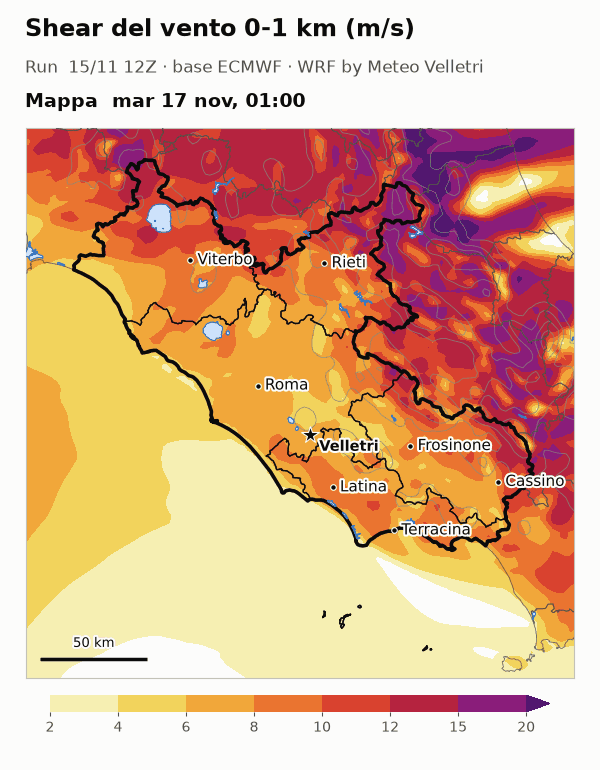 Shear del vento 0-1 km (m/s)
Run 15/11 12Z · base ECMWF · WRF by Meteo Velletri
Mappa mar 17 nov, 01:00
Viterbo
Rieti
Roma
Velletri
Frosinone
Latina
Cassino
Terracina
50 km
2 4 6 8 10 12 15 20